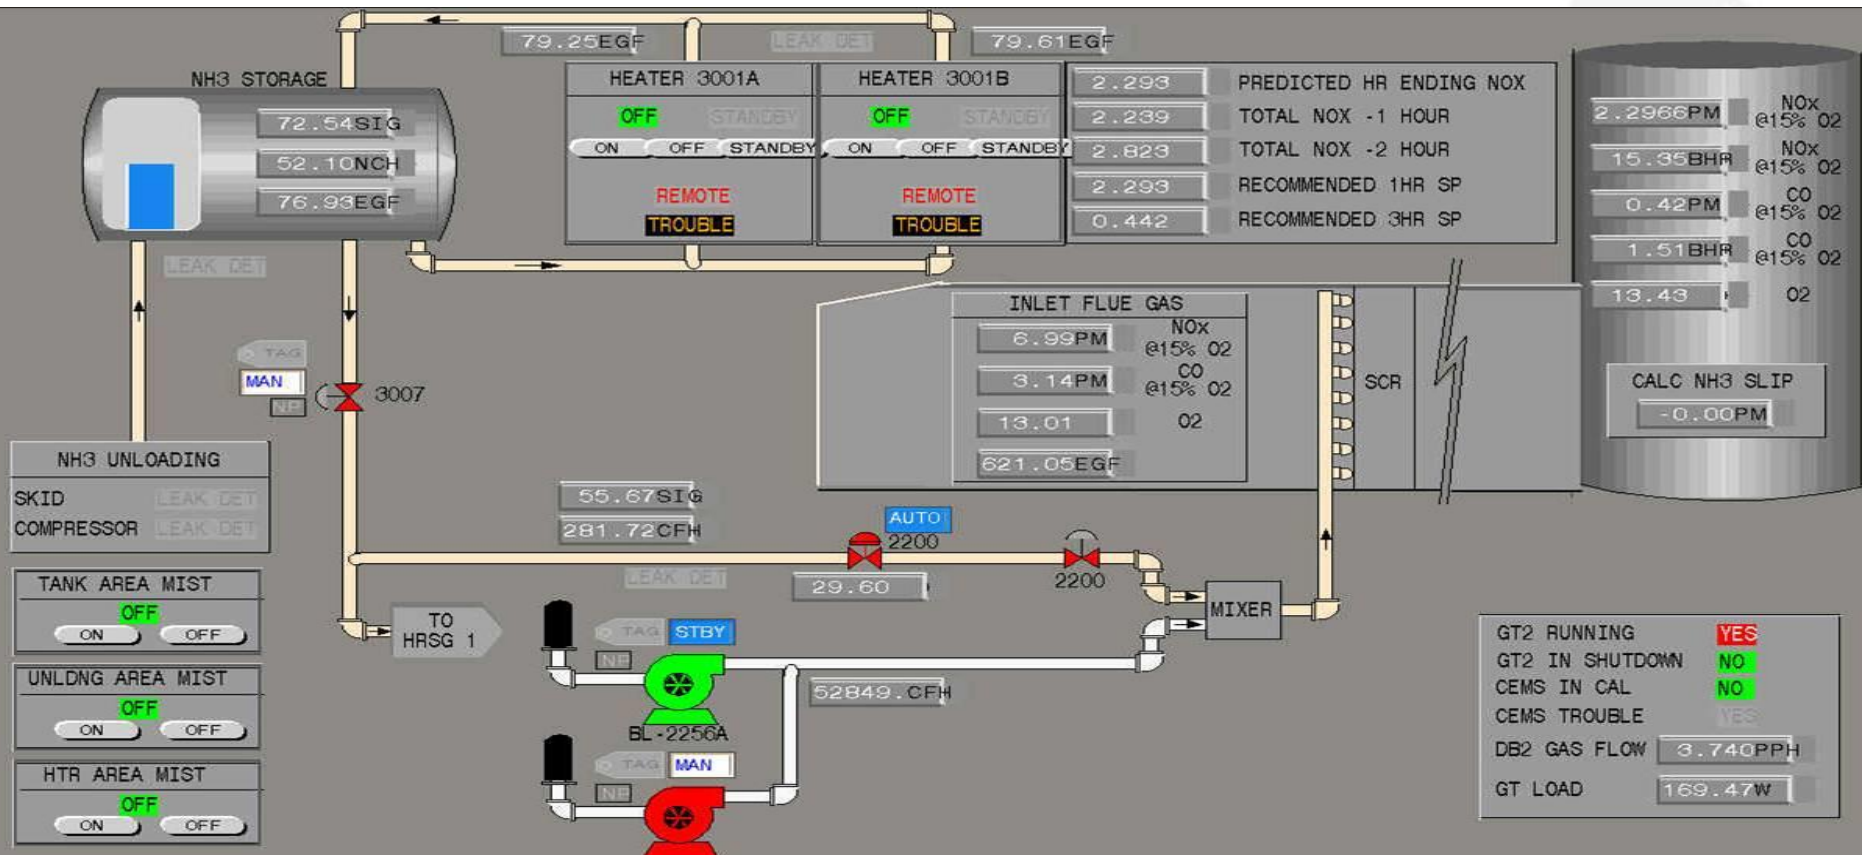 79.25EGF
LEAK DET
79.61EGF
NH3 STORAGE
72.54SIG
52.10NCH
76.93EGF
LEAK DET
HEATER 3001A
OFF STANDBY
ON OFF STANDBY
REMOTE
TROUBLE
HEATER 3001B
OFF STANDBY
ON OFF STANDBY
REMOTE
TROUBLE
2.293 PREDICTED HR ENDING NOX
2.239 TOTAL NOX -1 HOUR
2.823 TOTAL NOX -2 HOUR
2.293 RECOMMENDED 1HR SP
0.442 RECOMMENDED 3HR SP
2.2966PM NOx @15% O2
15.35BHR NOx @15% O2
0.42PM CO @15% O2
1.51BHR CO @15% O2
13.43 O2
CALC NH3 SLIP
-0.00PM
INLET FLUE GAS
6.99PM NOx @15% O2
3.14PM CO @15% O2
13.01 O2
621.05EGF
SCR
TAG
MAN
NP
3007
NH3 UNLOADING
SKID LEAK DET
COMPRESSOR LEAK DET
55.67SIG
281.72CFH
LEAK DET
AUTO
2200
29.60
2200
MIXER
TANK AREA MIST
OFF
ON OFF
UNLDNG AREA MIST
OFF
ON OFF
HTR AREA MIST
OFF
ON OFF
TO
HRSG 1
TAG STBY
NP
BL-2256A
52849.CFH
TAG MAN
NP
GT2 RUNNING YES
GT2 IN SHUTDOWN NO
CEMS IN CAL NO
CEMS TROUBLE YES
DB2 GAS FLOW 3.740PPH
GT LOAD 169.47W